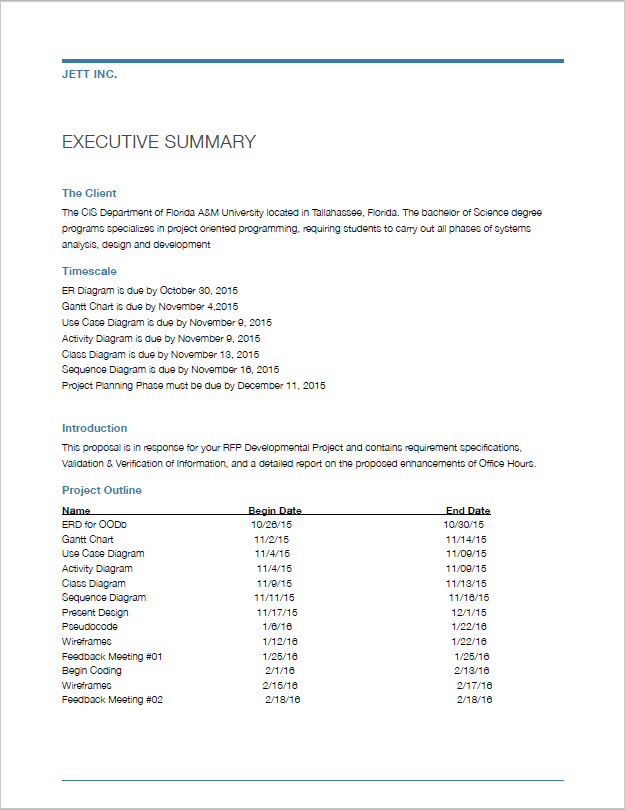 JETT INC.
EXECUTIVE SUMMARY
The Client
The CIS Department of Florida A&M University located in Tallahassee, Florida. The bachelor of Science degree
programs specializes in project oriented programming, requiring students to carry out all phases of systems
analysis, design and development
Timescale
ER Diagram is due by October 30, 2015
Gantt Chart is due by November 4,2015
Use Case Diagram is due by November 9, 2015
Activity Diagram is due by November 9, 2015
Class Diagram is due by November 13, 2015
Sequence Diagram is due by November 16, 2015
Project Planning Phase must be due by December 11, 2015
Introduction
This proposal is in response for your RFP Developmental Project and contains requirement specifications,
Validation & Verification of Information, and a detailed report on the proposed enhancements of Office Hours.
Project Outline
Name Begin Date End Date
ERD for OODb 10/26/15 10/30/15
Gantt Chart 11/2/15 11/14/15
Use Case Diagram 11/4/15 11/09/15
Activity Diagram 11/4/15 11/09/15
Class Diagram 11/9/15 11/13/15
Sequence Diagram 11/11/15 11/16/15
Present Design 11/17/15 12/1/15
Pseudocode 1/6/16 1/22/16
Wireframes 1/12/16 1/22/16
Feedback Meeting #01 1/25/16 1/25/16
Begin Coding 2/1/16 2/13/16
Wireframes 2/15/16 2/17/16
Feedback Meeting #02 2/18/16 2/18/16